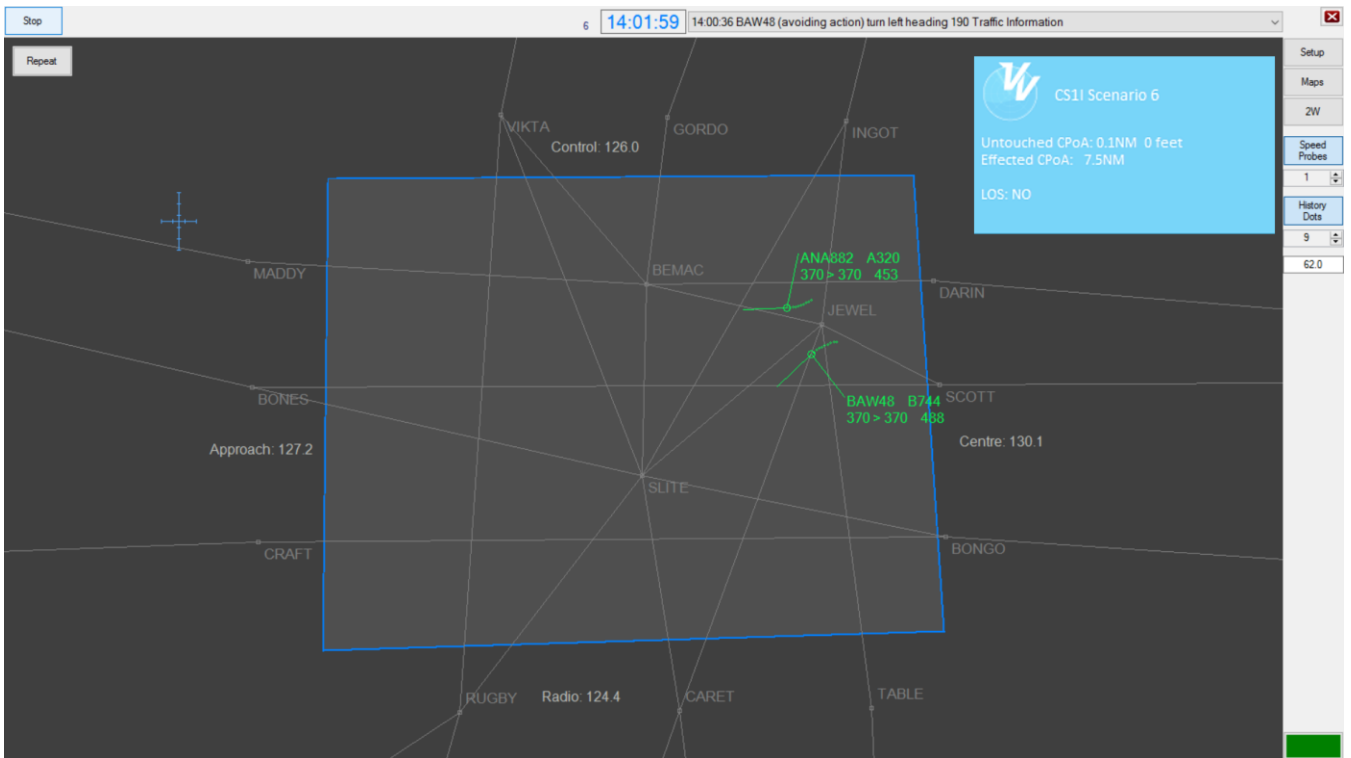 Stop
6 14:01:59 14:00:36 BAW48 (avoiding action) turn left heading 190 Traffic Information
Repeat
Setup
Maps
2W
Speed
Probes
1
History
Dots
9
62.0
CS1I Scenario 6
Untouched CPoA: 0.1NM 0 feet
Effected CPoA: 7.5NM
LOS: NO
VIKTA
GORDO
INGOT
Control: 126.0
ANA882 A320
370 > 370 453
BEMAC
MADDY
DARIN
JEWEL
BONES
SCOTT
BAW48 B744
370 > 370 488
Approach: 127.2
Centre: 130.1
SLITE
CRAFT
BONGO
RUGBY
Radio: 124.4
CARET
TABLE